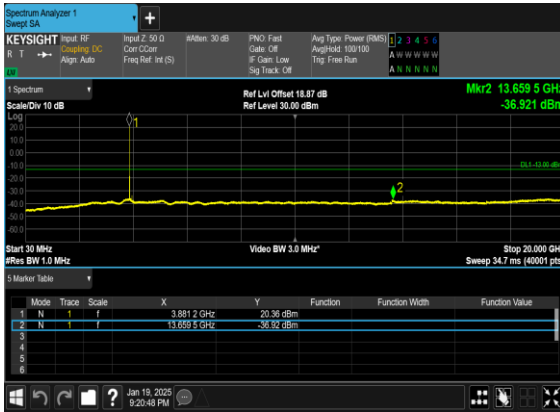 Spectrum Analyzer 1
Swept SA
+
KEYSIGHT Input: RF Input Z: 50 Ω #Atten: 30 dB PNO: Fast Avg Type: Power (RMS) 1 2 3 4 5 6
R T Coupling: DC Corr CCorr Gate: Off Avg|Hold: 100/100 A W W W W W
Align: Auto Freq Ref: Int (S) IF Gain: Low Trig: Free Run
Sig Track: Off A N N N N N
1 Spectrum
Ref Lvl Offset 18.87 dB Mkr2 13.659 5 GHz
Scale/Div 10 dB Ref Level 30.00 dBm -36.921 dBm
Log
20.0
10.0
0.00
-10.0
-20.0
-30.0
-40.0
-50.0
-60.0
1
DL1 -13.00 dBm
2
Start 30 MHz Video BW 3.0 MHz* Stop 20.000 GH
#Res BW 1.0 MHz Sweep 34.7 ms (40001 pts
5 Marker Table
Mode Trace Scale X Y Function Function Width Function Value
1 N 1 f 3.881 2 GHz 20.36 dBm
2 N 1 f 13.659 5 GHz -36.92 dBm
3
4
5
6
? Jan 19, 2025
9:20:48 PM